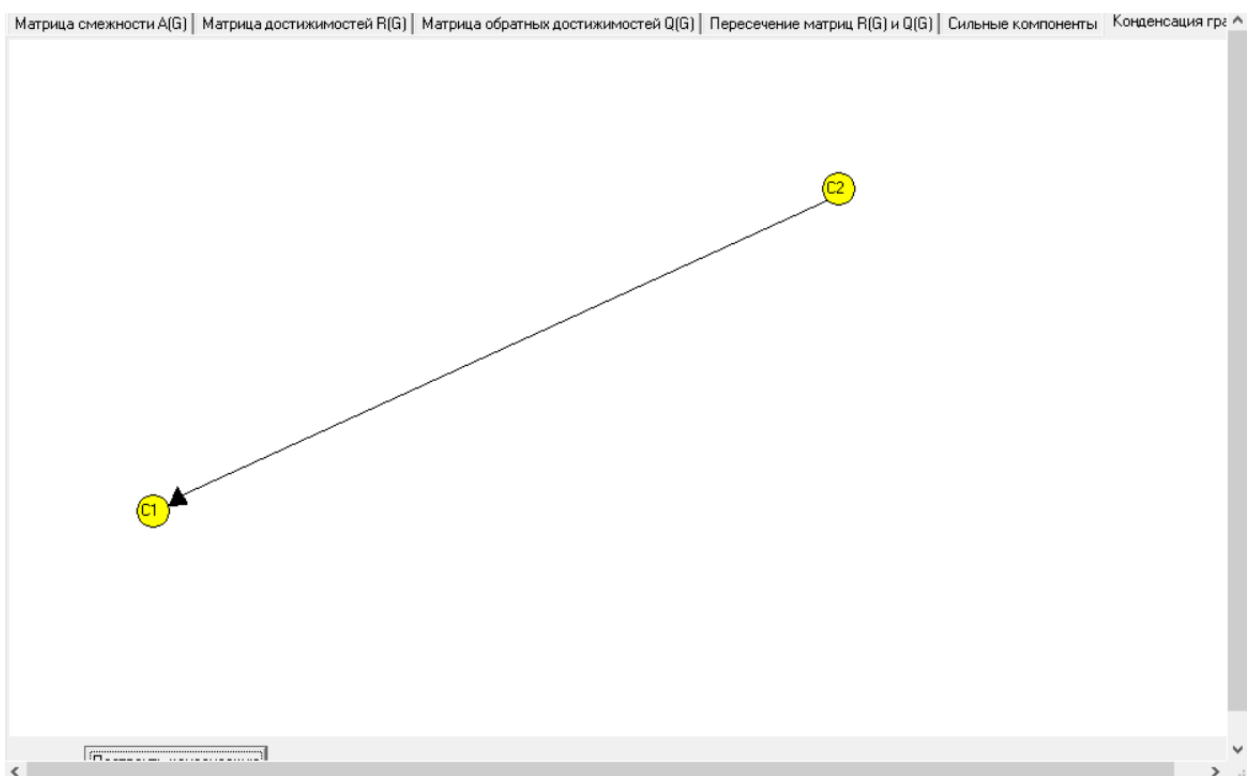 Матрица смежности A(G) Матрица достижимостей R(G) Матрица обратных достижимостей Q(G) Пересечение матриц R(G) и Q(G) Сильные компоненты Конденсация гра
C2
C1